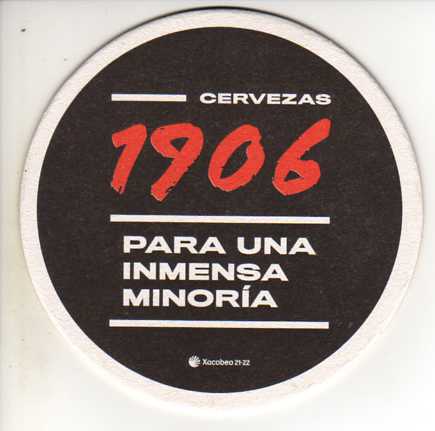 CERVEZAS
1906
PARA UNA
INMENSA
MINORÍA
Xacobeo 21·22